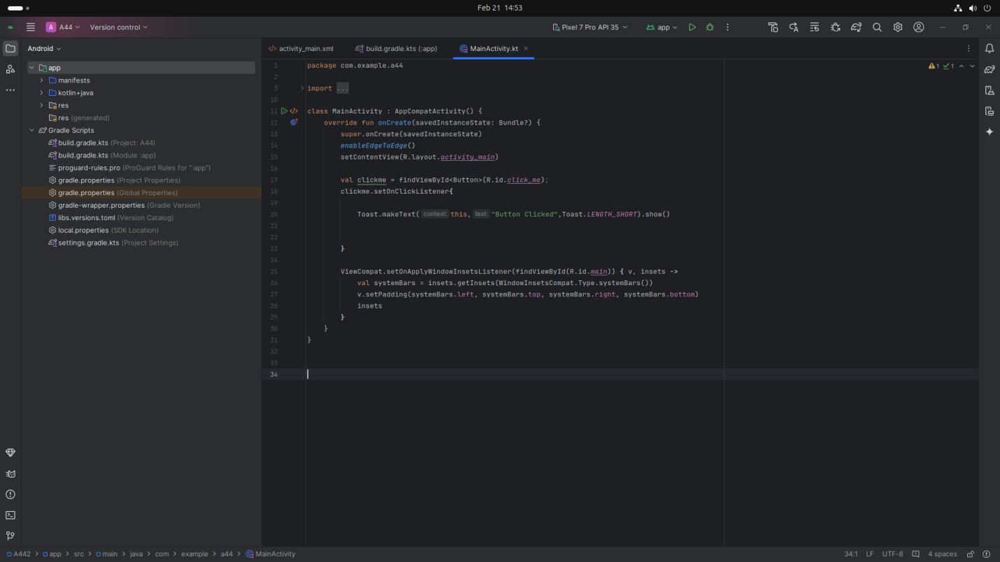 Feb 21 14:53
A A44 Version control
Pixel 7 Pro API 35 app
Android
activity_main.xml build.gradle.kts (:app) MainActivity.kt
app
manifests
kotlin+java
res
res (generated)
Gradle Scripts
build.gradle.kts (Project: A44)
build.gradle.kts (Module :app)
proguard-rules.pro (ProGuard Rules for ":app")
gradle.properties (Project Properties)
gradle.properties (Global Properties)
gradle-wrapper.properties (Gradle Version)
libs.versions.toml (Version Catalog)
local.properties (SDK Location)
settings.gradle.kts (Project Settings)
1 package com.example.a44 1 1
2
3 import ...
10
11 class MainActivity : AppCompatActivity() {
12 override fun onCreate(savedInstanceState: Bundle?) {
13 super.onCreate(savedInstanceState)
14 enableEdgeToEdge()
15 setContentView(R.layout.activity_main)
16
17 val clickme = findViewById<Button>(R.id.click_me);
18 clickme.setOnClickListener{
19
20 Toast.makeText( context: this, text: "Button Clicked",Toast.LENGTH_SHORT).show()
21
22
23 }
24
25 ViewCompat.setOnApplyWindowInsetsListener(findViewById(R.id.main)) { v, insets ->
26 val systemBars = insets.getInsets(WindowInsetsCompat.Type.systemBars())
27 v.setPadding(systemBars.left, systemBars.top, systemBars.right, systemBars.bottom)
28 insets
29 }
30 }
31 }
32
33
34
A442 > app > src > main > java > com > example > a44 > MainActivity
34:1 LF UTF-8 4 spaces